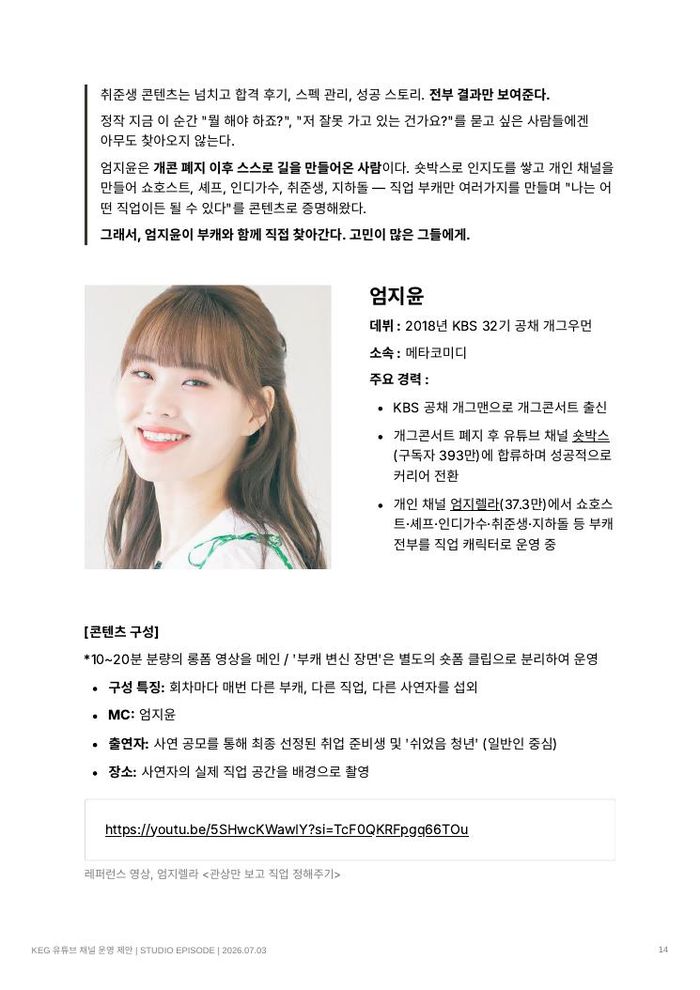 취준생 콘텐츠는 넘치고 합격 후기, 스펙 관리, 성공 스토리. 전부 결과만 보여준다.
정작 지금 이 순간 "뭘 해야 하죠?", "저 잘못 가고 있는 건가요?"를 묻고 싶은 사람들에겐
아무도 찾아오지 않는다.
엄지윤은 개콘 폐지 이후 스스로 길을 만들어온 사람이다. 숏박스로 인지도를 쌓고 개인 채널을
만들어 쇼호스트, 셰프, 인디가수, 취준생, 지하돌 — 직업 부캐만 여러가지를 만들며 "나는 어
떤 직업이든 될 수 있다"를 콘텐츠로 증명해왔다.
그래서, 엄지윤이 부캐와 함께 직접 찾아간다. 고민이 많은 그들에게.
엄지윤
데뷔 : 2018년 KBS 32기 공채 개그우먼
소속 : 메타코미디
주요 경력 :
• KBS 공채 개그맨으로 개그콘서트 출신
• 개그콘서트 폐지 후 유튜브 채널 숏박스
(구독자 393만)에 합류하며 성공적으로
커리어 전환
• 개인 채널 엄지렐라(37.3만)에서 쇼호스
트·셰프·인디가수·취준생·지하돌 등 부캐
전부를 직업 캐릭터로 운영 중
[콘텐츠 구성]
*10~20분 분량의 롱폼 영상을 메인 / '부캐 변신 장면'은 별도의 숏폼 클립으로 분리하여 운영
• 구성 특징: 회차마다 매번 다른 부캐, 다른 직업, 다른 사연자를 섭외
• MC: 엄지윤
• 출연자: 사연 공모를 통해 최종 선정된 취업 준비생 및 '쉬었음 청년' (일반인 중심)
• 장소: 사연자의 실제 직업 공간을 배경으로 촬영
https://youtu.be/5SHwcKWawlY?si=TcF0QKRFpgq66TOu
레퍼런스 영상, 엄지렐라 <관상만 보고 직업 정해주기>
KEG 유튜브 채널 운영 제안 | STUDIO EPISODE | 2026.07.03
14